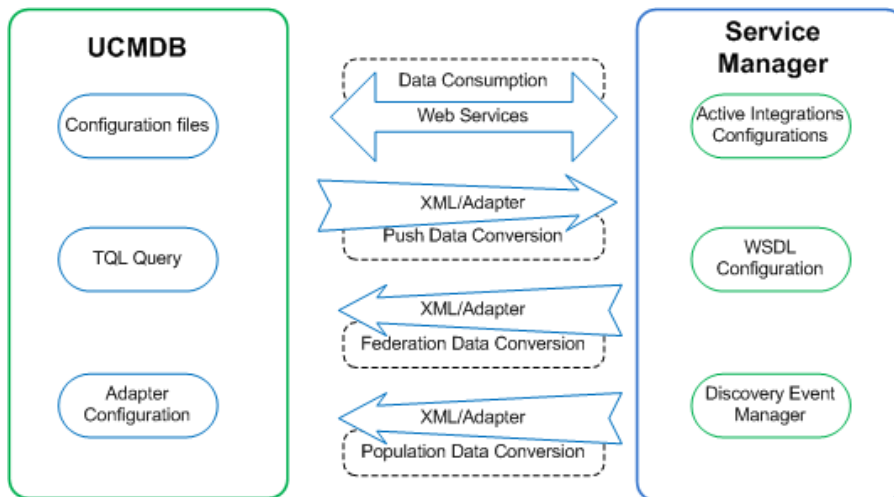 UCMDB
Configuration files
TQL Query
Adapter
Configuration
Data Consumption
Web Services
XML/Adapter
Push Data Conversion
XML/Adapter
Federation Data Conversion
XML/Adapter
Population Data Conversion
Service
Manager
Active Integrations
Configurations
WSDL
Configuration
Discovery Event
Manager